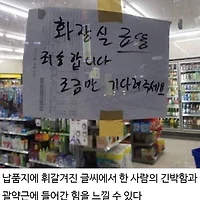 화장실 급똥
죄송합니다
조금만 기다려주세요
납품지에 휘갈겨진 글씨에서 한 사람의 긴박함과
괄약근에 들어간 힘을 느낄 수 있다